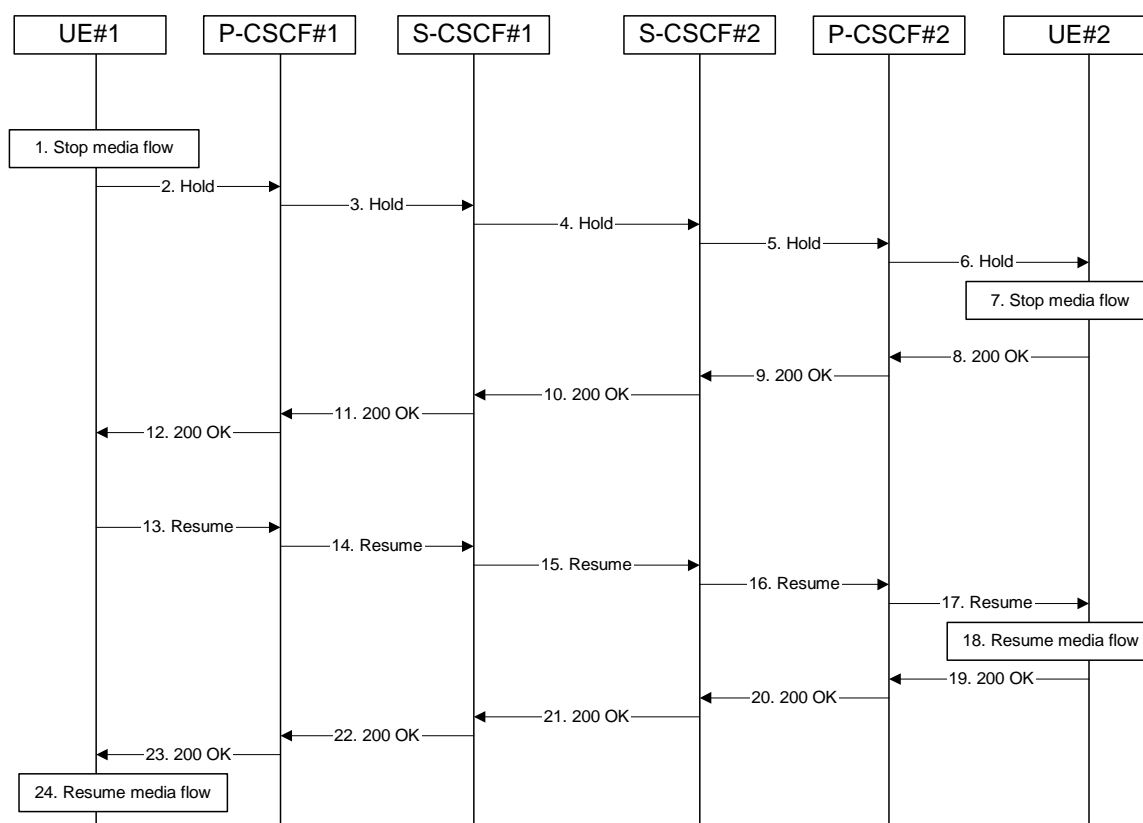 UE#1
P-CSCF#1
S-CSCF#1
S-CSCF#2
P-CSCF#2
UE#2
1. Stop media flow
2. Hold
3. Hold
4. Hold
5. Hold
6. Hold
7. Stop media flow
8. 200 OK
9. 200 OK
10. 200 OK
11. 200 OK
12. 200 OK
13. Resume
14. Resume
15. Resume
16. Resume
17. Resume
18. Resume media flow
19. 200 OK
20. 200 OK
21. 200 OK
22. 200 OK
23. 200 OK
24. Resume media flow